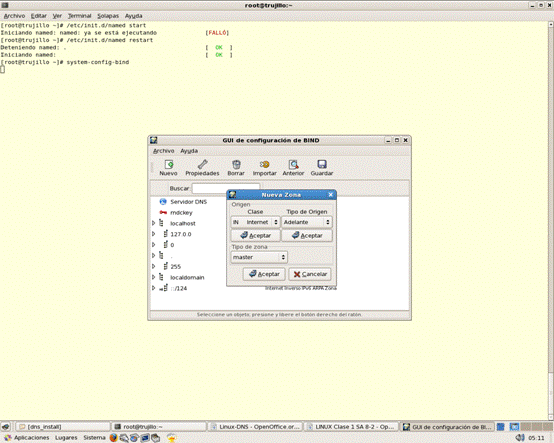 root@trujillo:~
Archivo Editar Ver Terminal Solapas Ayuda
[root@trujillo ~]# /etc/init.d/named start
Iniciando named: named: ya se está ejecutando [FALLÓ]
[root@trujillo ~]# /etc/init.d/named restart
Deteniendo named: . [ OK ]
Iniciando named: [ OK ]
[root@trujillo ~]# system-config-bind
GUI de configuración de BIND
Archivo Ayuda
Nuevo Propiedades Borrar Importar Anterior Guardar
Buscar:
Servidor DNS
rndckey
localhost
127.0.0
0
.
255
localdomain
::/124 Internet Inverso IPv6 ARPA Zona
Seleccione un objeto, presione y libere el botón derecho del ratón.
Nueva Zona
Origen
Clase Tipo de Origen
IN Internet Adelante
Aceptar Aceptar
Tipo de zona
master
Aceptar Cancelar
[dns_install] root@trujillo:~ Linux-DNS - OpenOffice.or... LINUX Clase 1 SA 8-2 - Op... GUI de configuración de BIN...
Aplicaciones Lugares Sistema 05:11